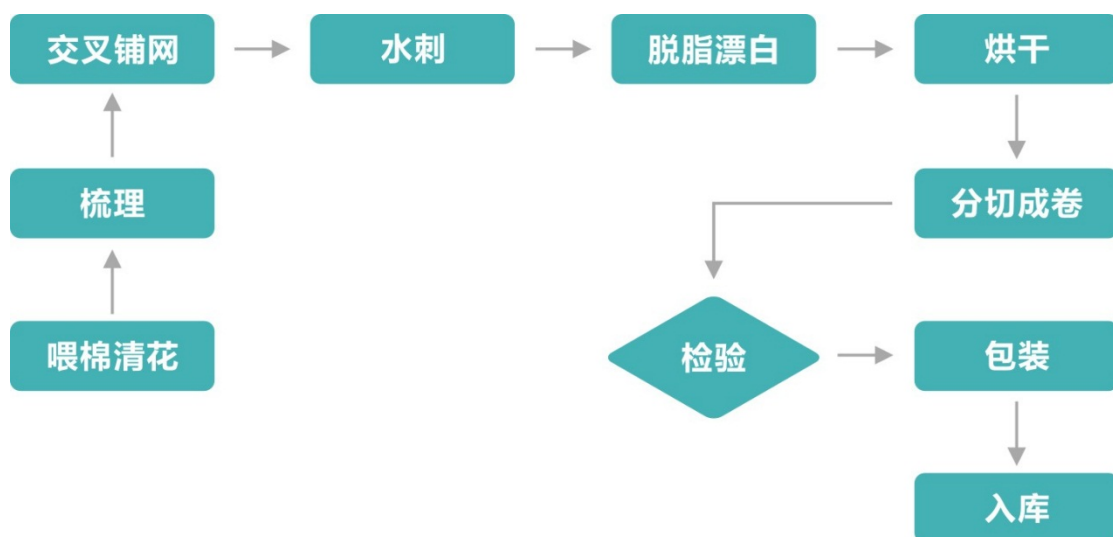 交叉铺网
水刺
脱脂漂白
烘干
梳理
分切成卷
喂棉清花
检验
包装
入库